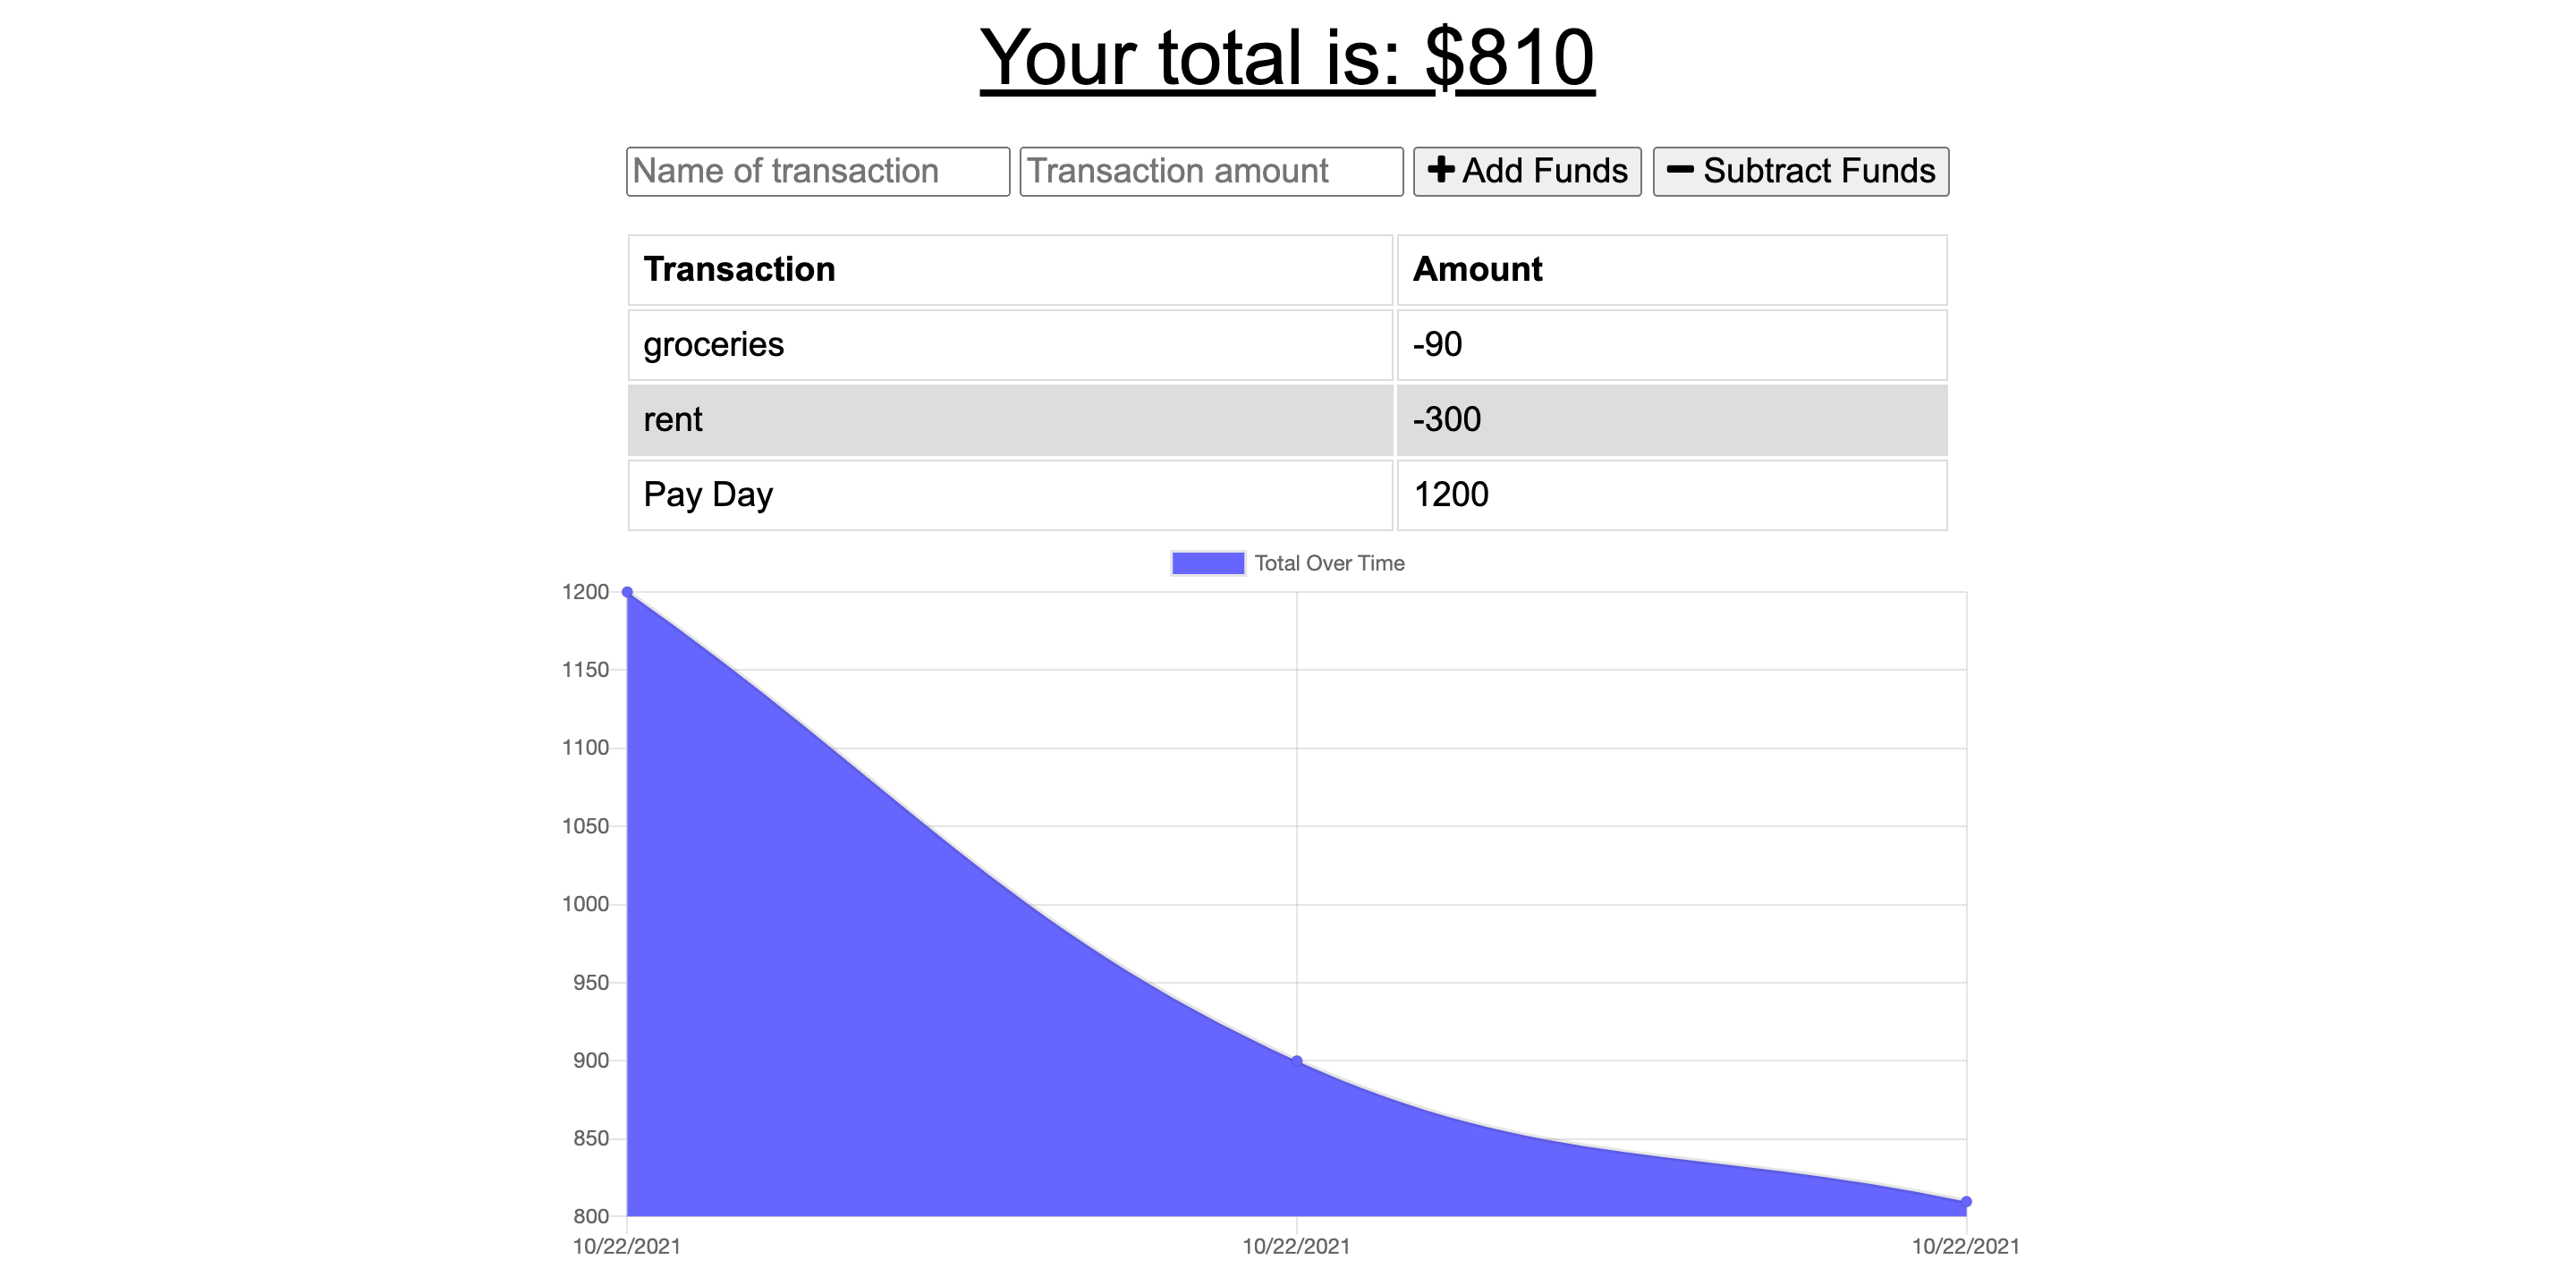 Your total is: $810
Name of transaction Transaction amount Add Funds Subtract Funds
Transaction Amount
groceries -90
rent -300
Pay Day 1200
Total Over Time
1200
1150
1100
1050
1000
950
900
850
800
10/22/2021 10/22/2021 10/22/2021